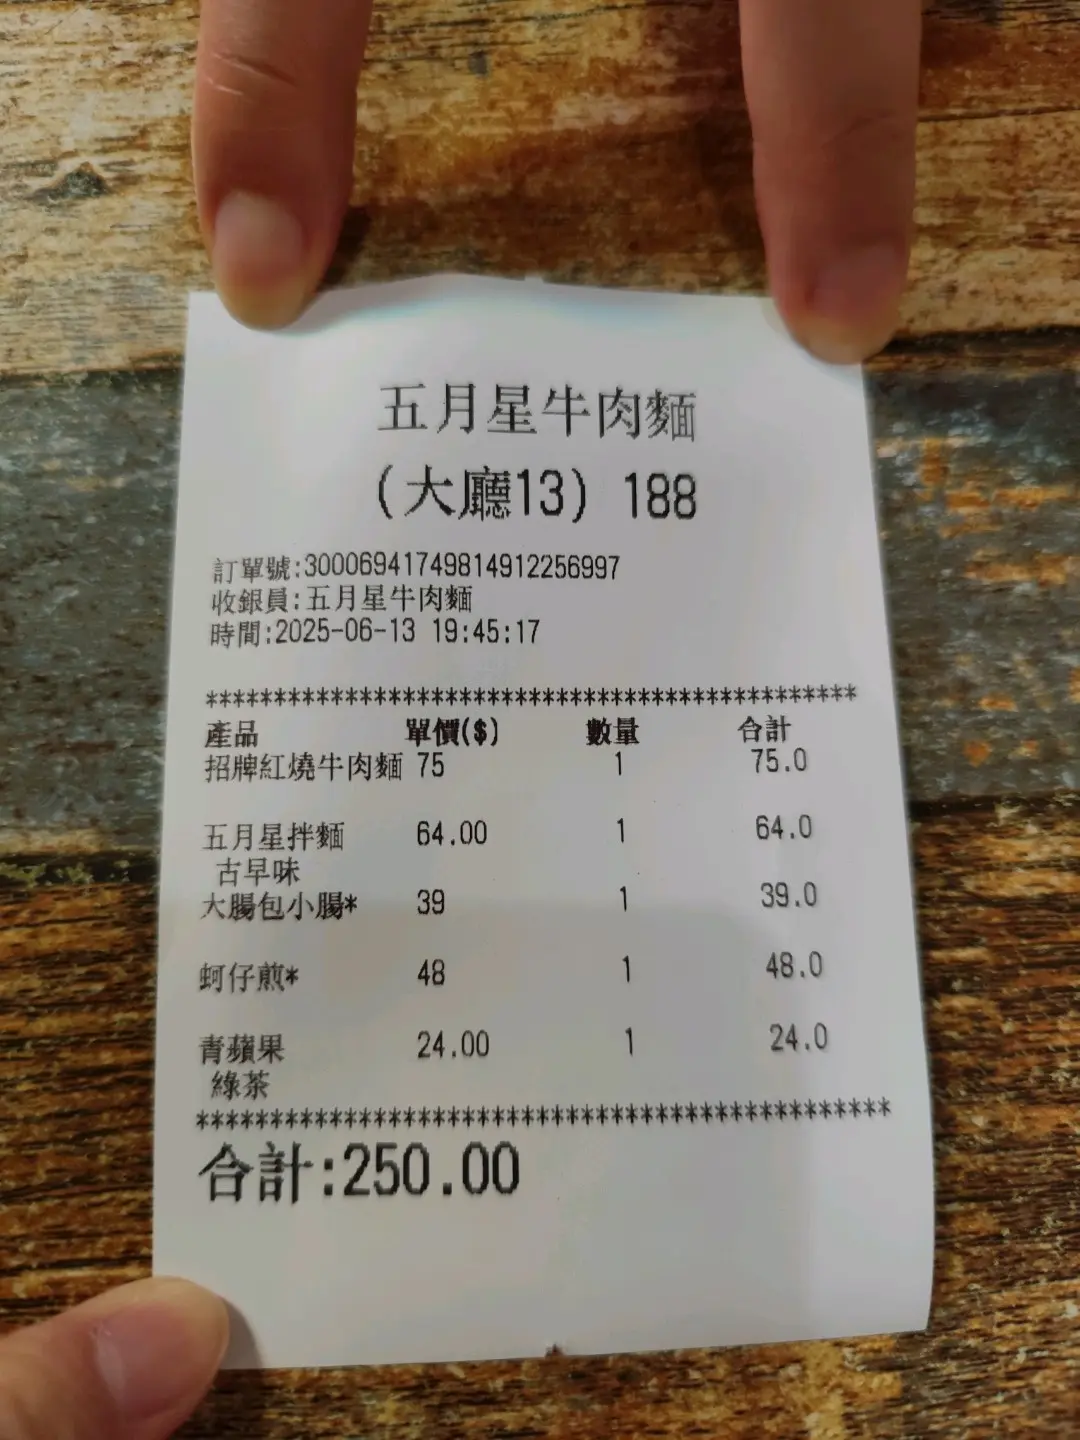 五月星牛肉麵
(大廳13) 188
訂單號:30006941749814912256997
收銀員:五月星牛肉麵
時間:2025-06-13 19:45:17
***********************************************
產品 單價($) 數量 合計
招牌紅燒牛肉麵 75 1 75.0
五月星拌麵 64.00 1 64.0
古早味
大腸包小腸* 39 1 39.0
蚵仔煎* 48 1 48.0
青蘋果 24.00 1 24.0
綠茶
***********************************************
合計:250.00